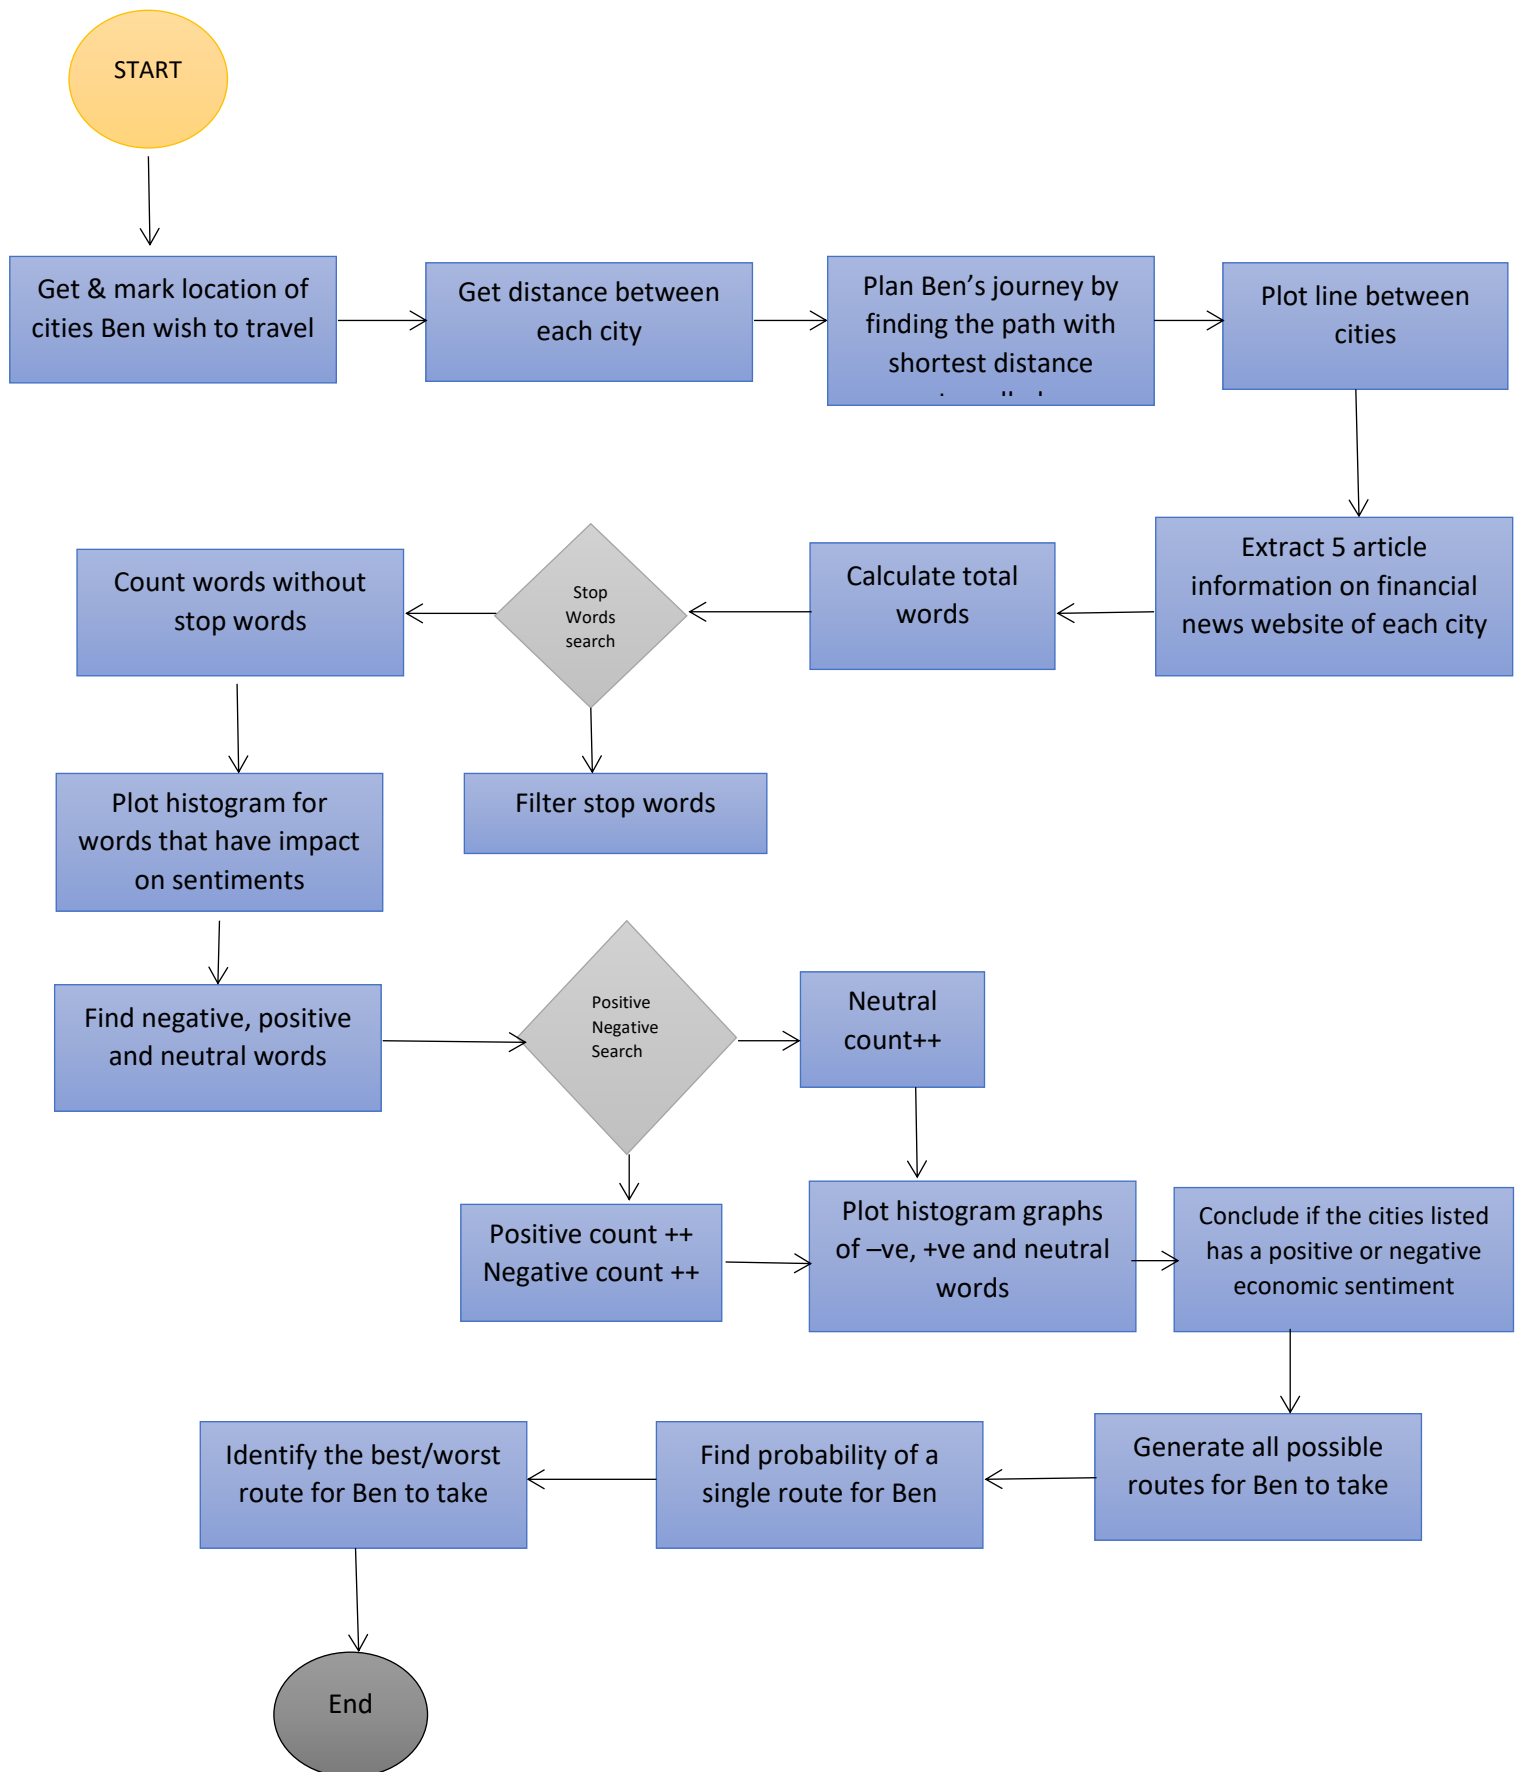 START
Get & mark location of
cities Ben wish to travel
Get distance between
each city
Plan Ben’s journey by
finding the path with
shortest distance
Plot line between
cities
Extract 5 article
information on financial
news website of each city
Calculate total
words
Stop
Words
search
Count words without
stop words
Filter stop words
Plot histogram for
words that have impact
on sentiments
Find negative, positive
and neutral words
Positive
Negative
Search
Neutral
count++
Positive count ++
Negative count ++
Plot histogram graphs
of –ve, +ve and neutral
words
Conclude if the cities listed
has a positive or negative
economic sentiment
Generate all possible
routes for Ben to take
Find probability of a
single route for Ben
Identify the best/worst
route for Ben to take
End